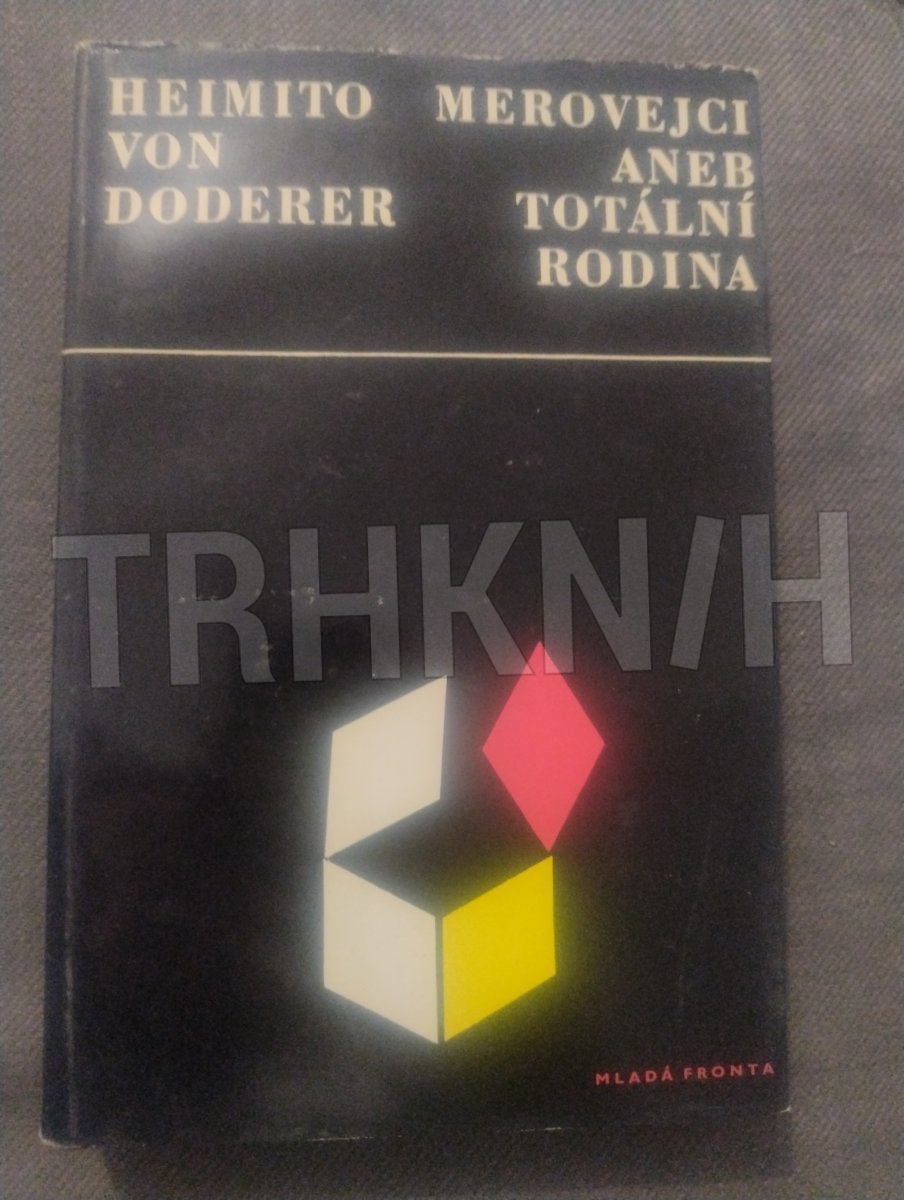 HEIMITO
VON
DODERER
MEROVEJCI
ANEB
TOTÁLNÍ
RODINA
TRHKNIH
MLADÁ FRONTA